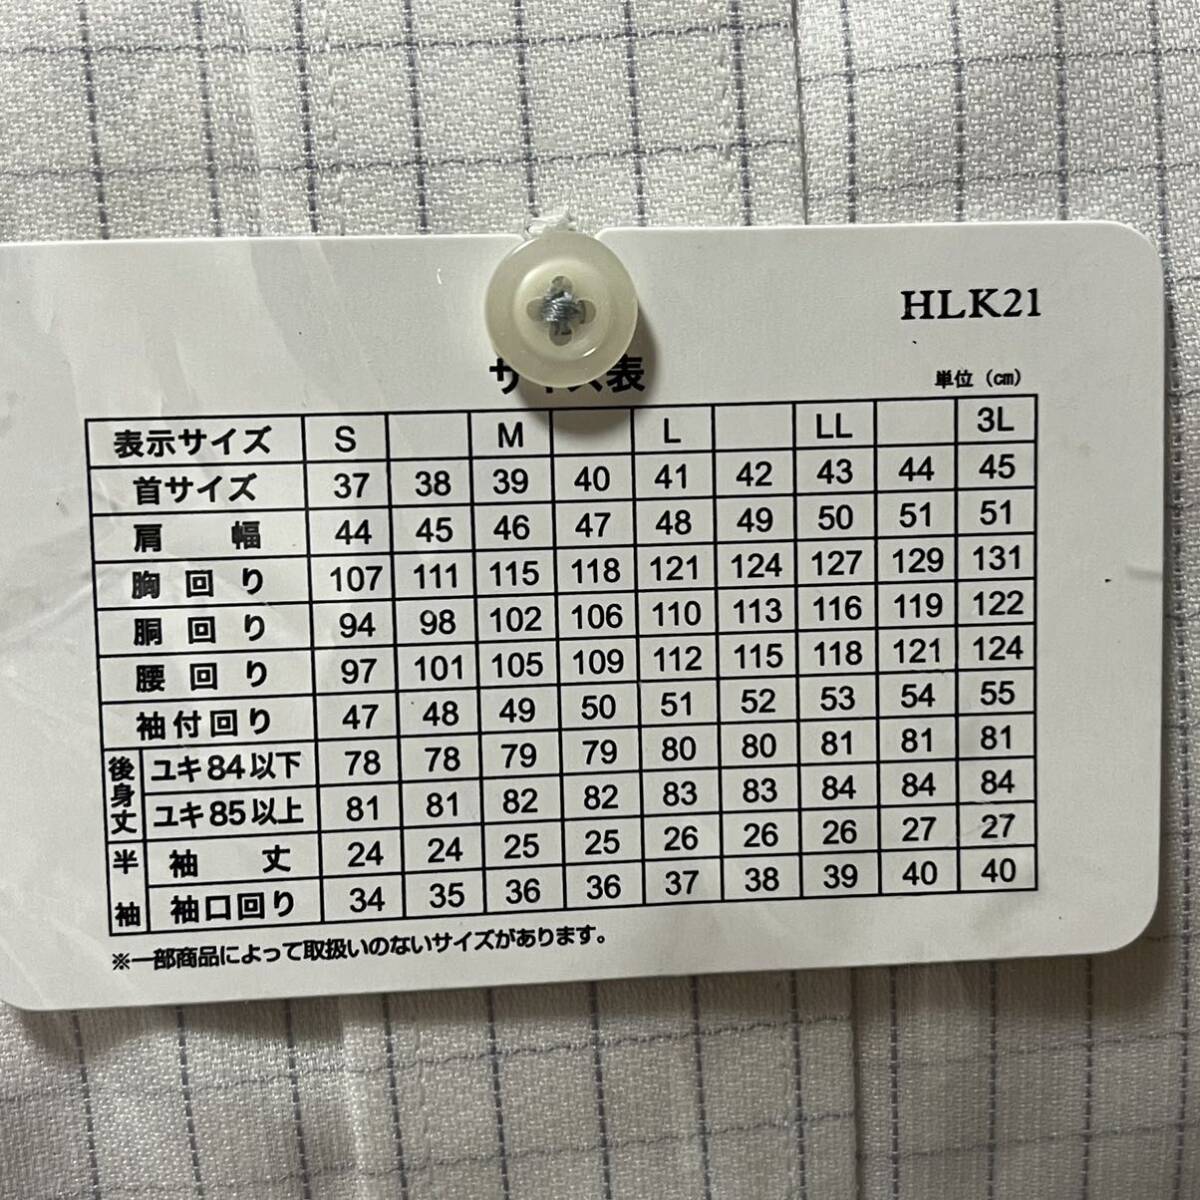 HLK21
サイズ表
単位（cm）
表示サイズ S M L LL 3L
首サイズ 37 38 39 40 41 42 43 44 45
肩幅 44 45 46 47 48 49 50 51 51
胸回り 107 111 115 118 121 124 127 129 131
胴回り 94 98 102 106 110 113 116 119 122
腰回り 97 101 105 109 112 115 118 121 124
袖付回り 47 48 49 50 51 52 53 54 55
後身丈 ユキ84以下 78 78 79 79 80 80 81 81 81
ユキ85以上 81 81 82 82 83 83 84 84 84
半袖 袖丈 24 24 25 25 26 26 26 27 27
袖口回り 34 35 36 36 37 38 39 40 40
※一部商品によって取扱いのないサイズがあります。